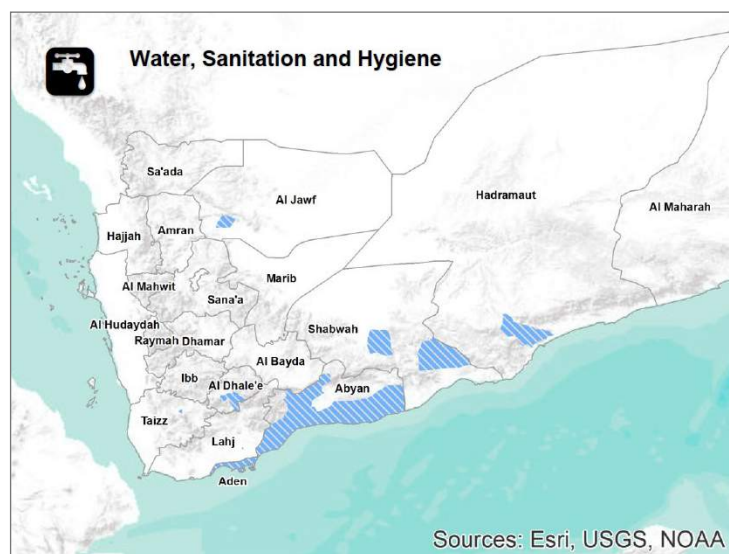 Water, Sanitation and Hygiene
Sa'ada
Al Jawf
Hadramaut
Al Maharah
Hajjah
Amran
Marib
Al Mahwit
Sana'a
Al Hudaydah
Shabwah
Raymah
Dhamar
Al Bayda
Ibb
Al Dhale'e
Abyan
Taizz
Lahj
Aden
Sources: Esri, USGS, NOAA